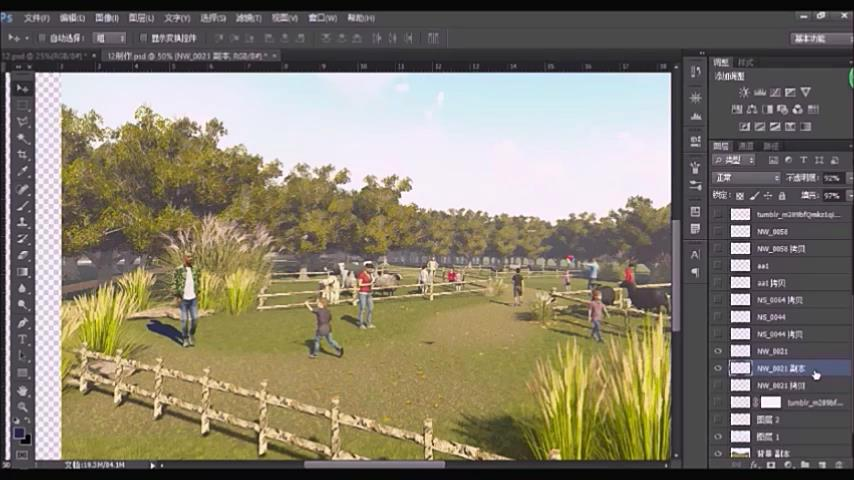 文件(F) 编辑(E) 图像(I) 图层(L) 文字(Y) 选择(S) 滤镜(T) 视图(V) 窗口(W) 帮助(H)
自动选择: 组 显示变换控件 基本功能
12.psd @ 25%(RGB/8#) * 12制作.psd @ 50% (NW_0021 副本, RGB/8#) *
调整 样式
添加调整
图层 通道 路径
类型
正常 不透明度: 92%
锁定: 填充: 97%
NW_0058
NW_0058 拷贝
aa1
aa1 拷贝
NS_0064 拷贝
NS_0044
NS_0044 拷贝
NW_0021
NW_0021 副本
NW_0021 拷贝
图层 2
图层 1
背景 副本
50 文档:18.3M/84.1M